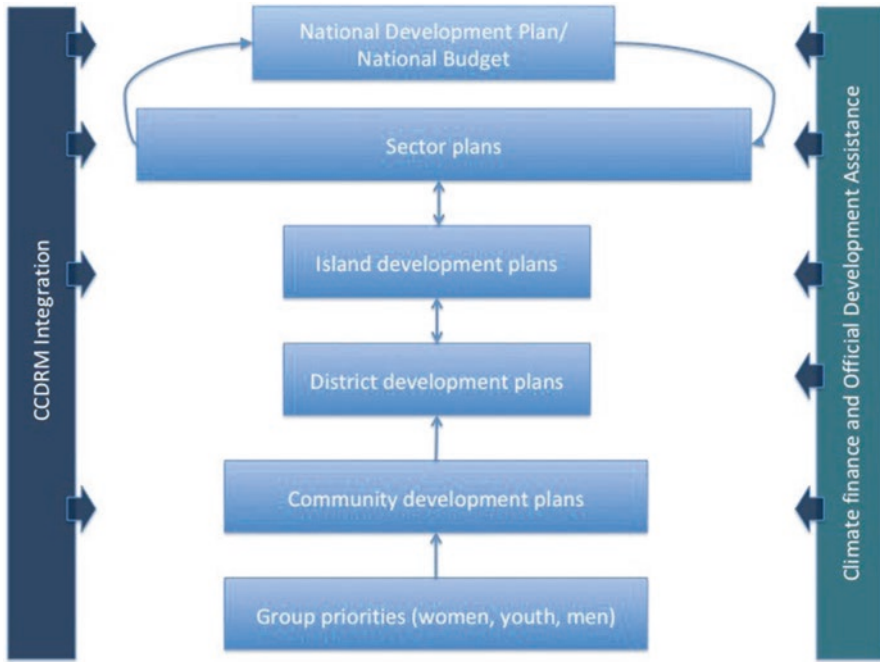 National Development Plan/
National Budget
Sector plans
Island development plans
District development plans
Community development plans
Group priorities (women, youth, men)
CCDRM Integration
Climate finance and Official Development Assistance